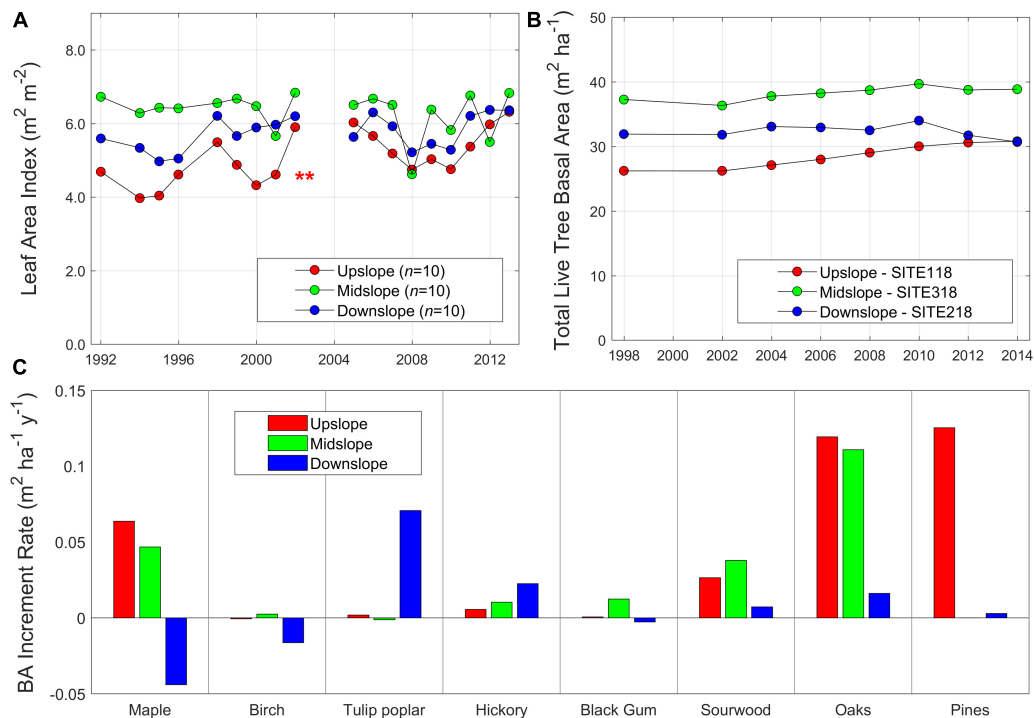 A
Leaf Area Index (m² m⁻²)
8.0
6.0
4.0
2.0
0.0
**
Upslope (n=10)
Midslope (n=10)
Downslope (n=10)
1992 1996 2000 2004 2008 2012
B
Total Live Tree Basal Area (m² ha⁻¹)
50
40
30
20
10
0
Upslope - SITE118
Midslope - SITE318
Downslope - SITE218
1998 2000 2002 2004 2006 2008 2010 2012 2014
C
BA Increment Rate (m² ha⁻¹ y⁻¹)
0.15
0.1
0.05
0
-0.05
Upslope
Midslope
Downslope
Maple Birch Tulip poplar Hickory Black Gum Sourwood Oaks Pines